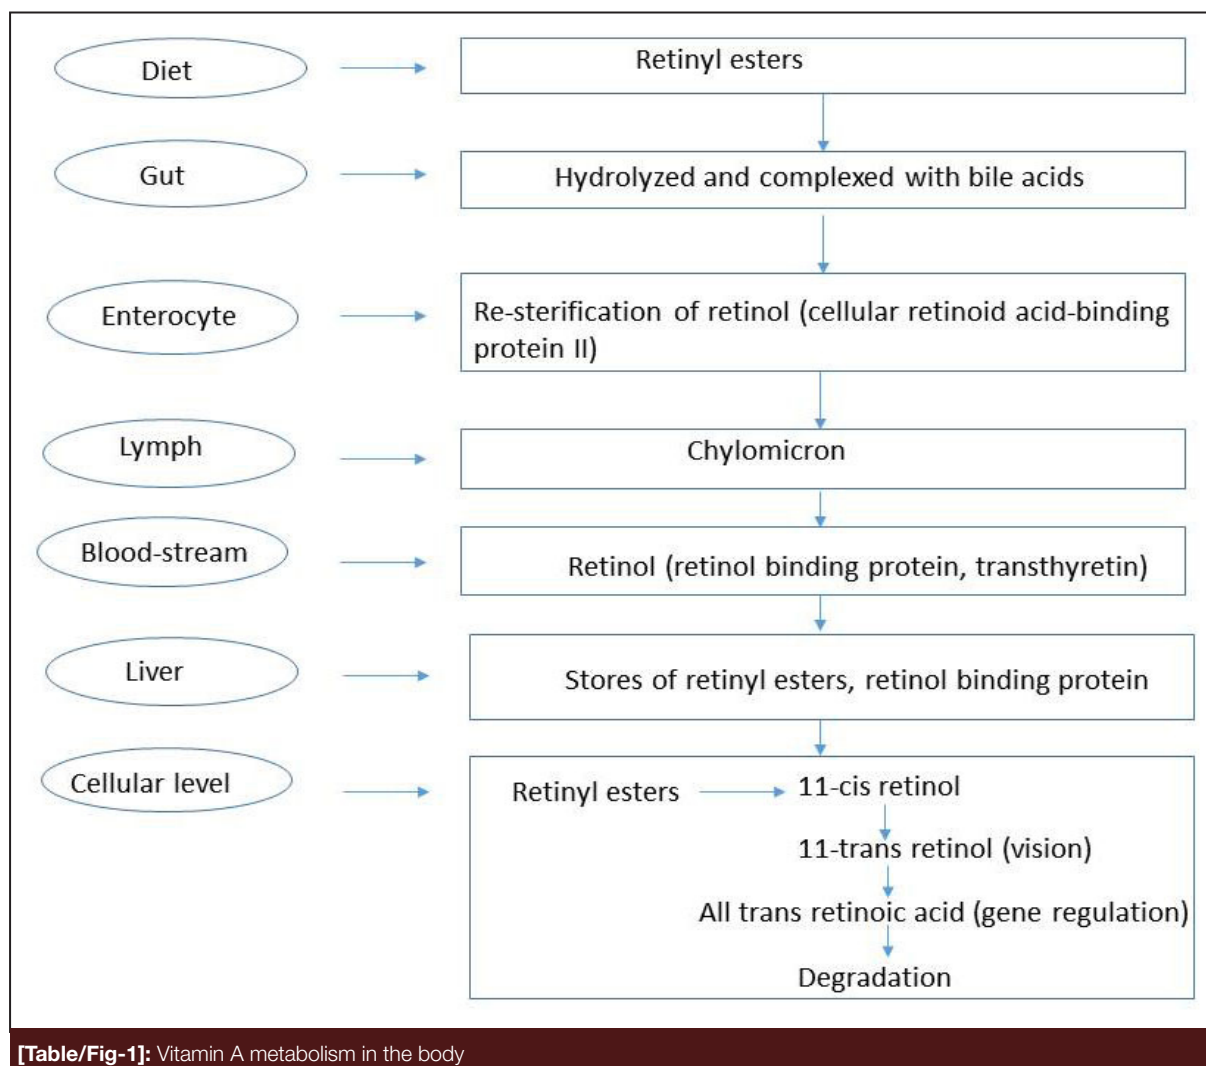 Diet
Retinyl esters
Gut
Hydrolyzed and complexed with bile acids
Enterocyte
Re-sterification of retinol (cellular retinoid acid-binding
protein II)
Lymph
Chylomicron
Blood-stream
Retinol (retinol binding protein, transthyretin)
Liver
Stores of retinyl esters, retinol binding protein
Cellular level
Retinyl esters
11-cis retinol
11-trans retinol (vision)
All trans retinoic acid (gene regulation)
Degradation
[Table/Fig-1]: Vitamin A metabolism in the body